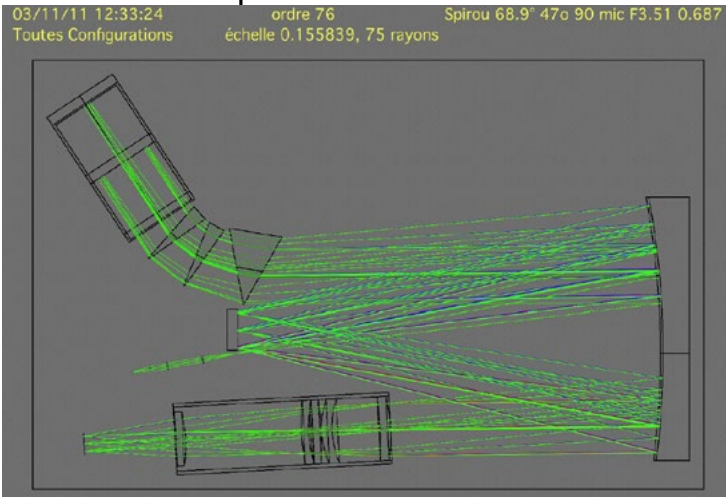 03/11/11 12:33:24 ordre 76 Spirou 68.9° 47o 90 mic F3.51 0.687
Toutes Configurations échelle 0.155839, 75 rayons